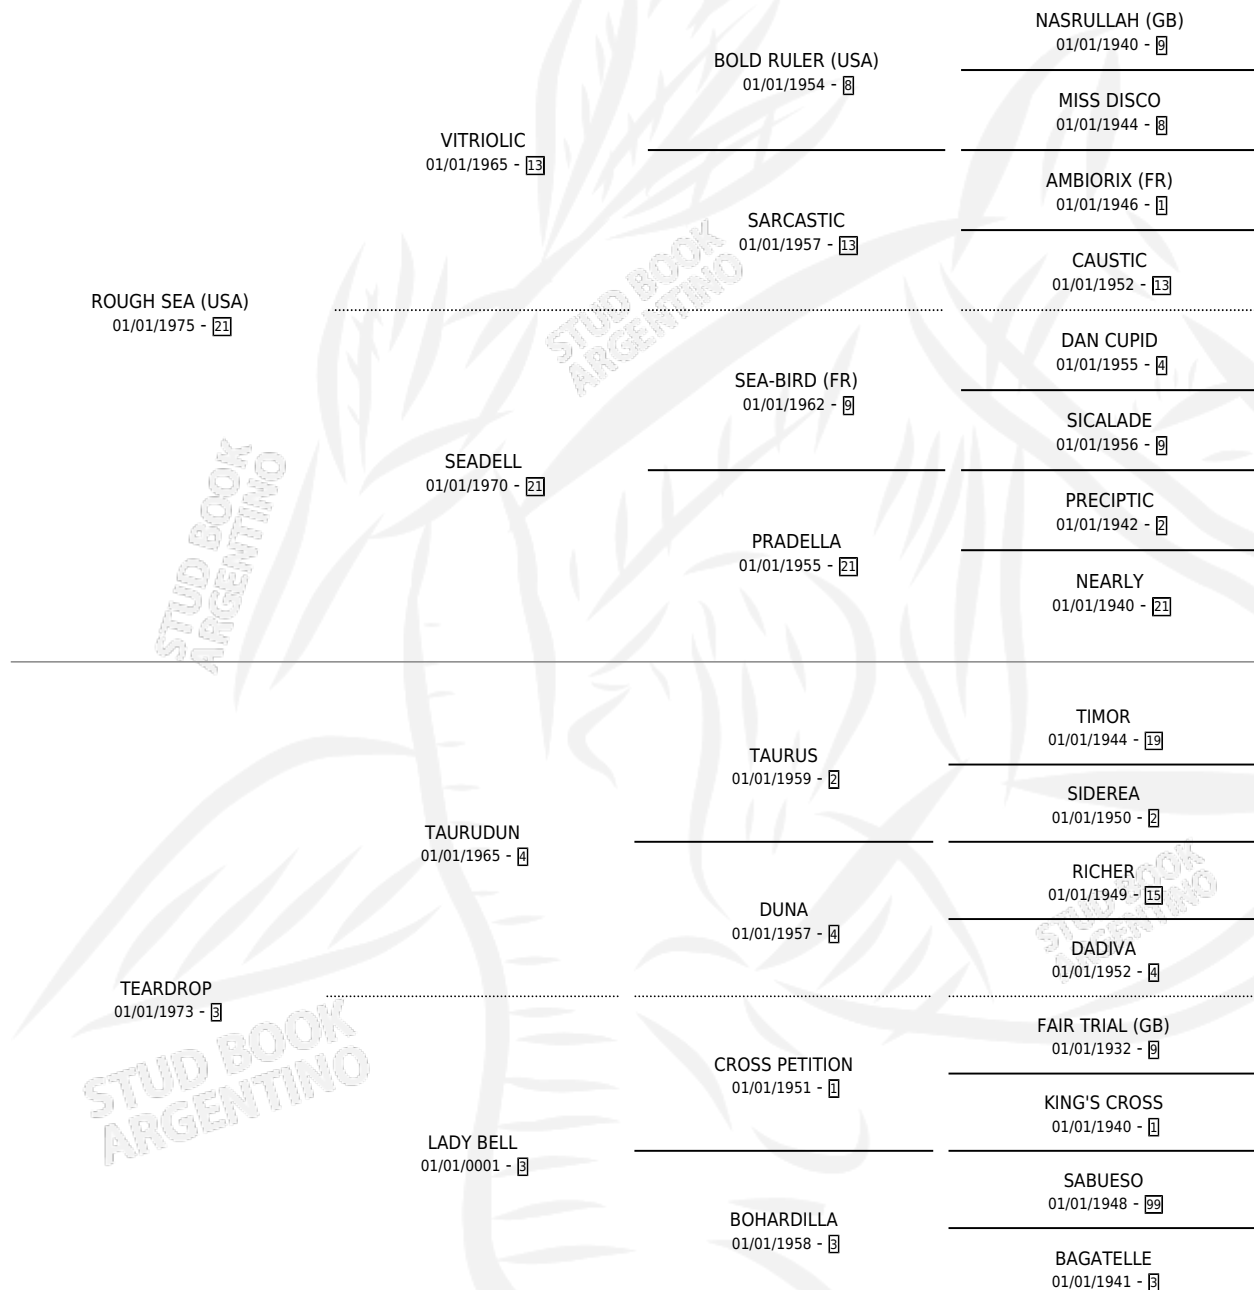 NASRULLAH (GB)
01/01/1940 - 9
BOLD RULER (USA)
01/01/1954 - 8
MISS DISCO
01/01/1944 - 8
VITRIOLIC
01/01/1965 - 13
AMBIORIX (FR)
01/01/1946 - 1
SARCASTIC
01/01/1957 - 13
CAUSTIC
01/01/1952 - 13
ROUGH SEA (USA)
01/01/1975 - 21
STUD BOOK
ARGENTINO
DAN CUPID
01/01/1955 - 4
SEA-BIRD (FR)
01/01/1962 - 9
SICALADE
01/01/1956 - 9
SEADELL
01/01/1970 - 21
PRECIPTIC
01/01/1942 - 2
PRADELLA
01/01/1955 - 21
NEARLY
01/01/1940 - 21
STUD BOOK
ARGENTINO
TIMOR
01/01/1944 - 19
TAURUS
01/01/1959 - 2
SIDEREA
01/01/1950 - 2
TAURUDUN
01/01/1965 - 4
RICHER
01/01/1949 - 15
DUNA
01/01/1957 - 4
DADIVA
01/01/1952 - 4
STUD BOOK
ARGENTINO
TEARDROP
01/01/1973 - 3
FAIR TRIAL (GB)
01/01/1932 - 9
CROSS PETITION
01/01/1951 - 1
KING'S CROSS
01/01/1940 - 1
STUD BOOK
ARGENTINO
LADY BELL
01/01/0001 - 3
SABUESO
01/01/1948 - 99
BOHARDILLA
01/01/1958 - 3
BAGATELLE
01/01/1941 - 3